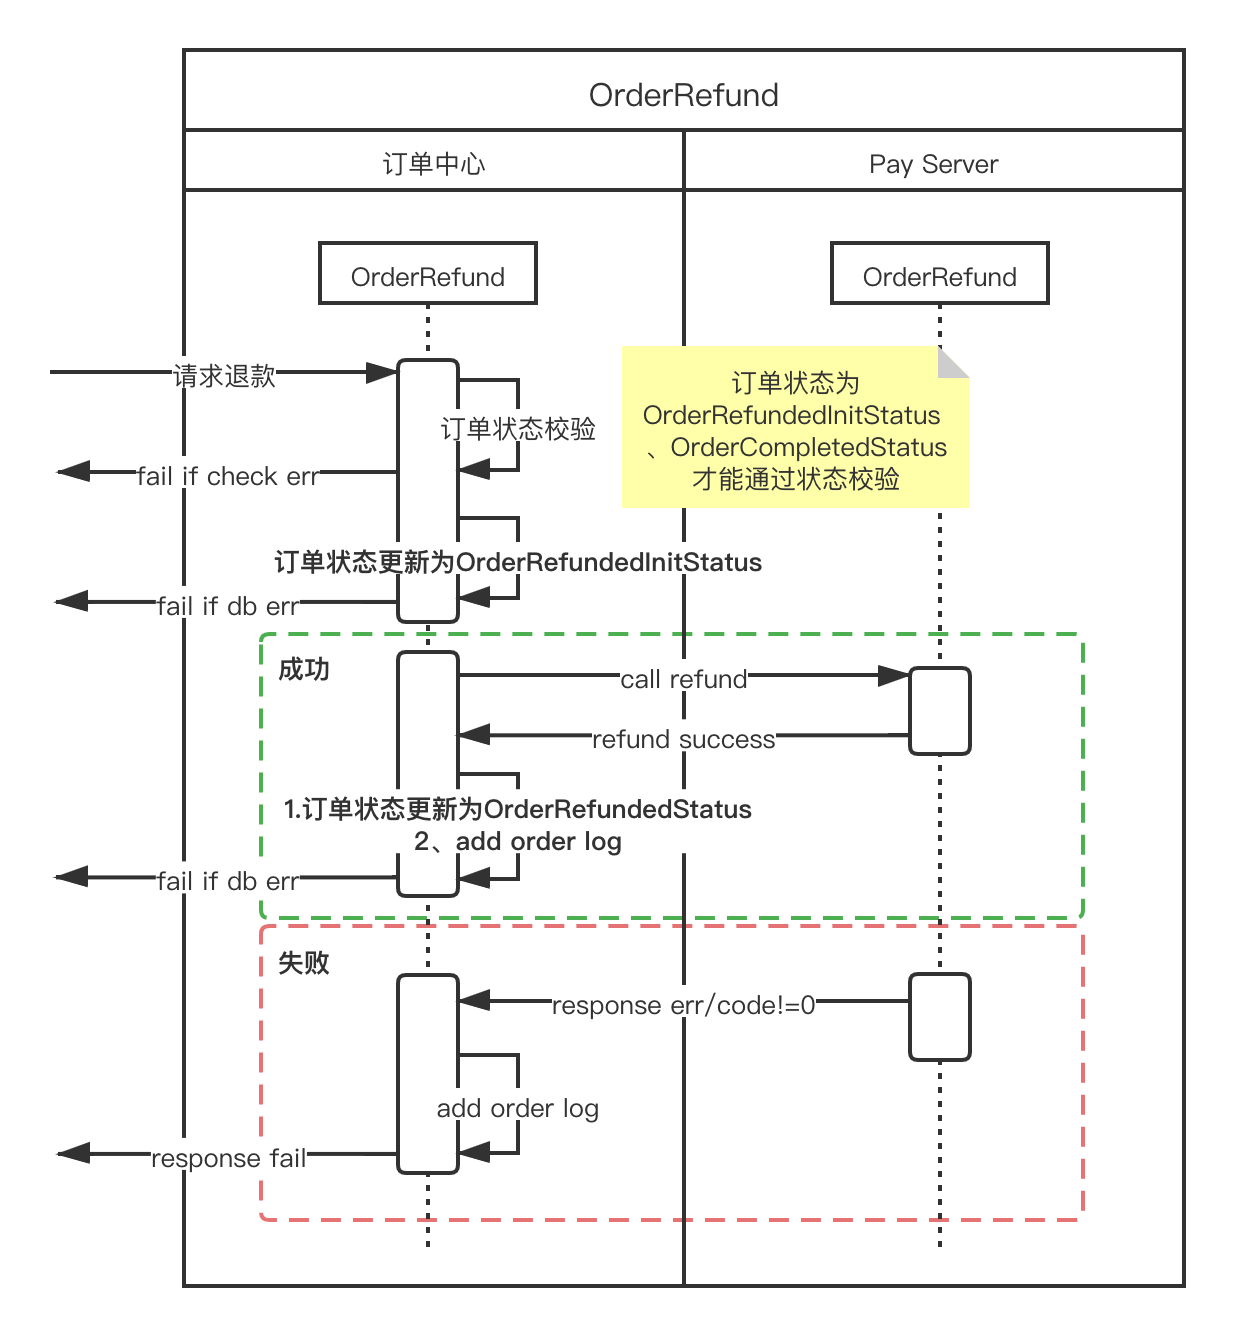 OrderRefund
订单中心
Pay Server
OrderRefund
OrderRefund
请求退款
订单状态为
OrderRefundedInitStatus
、OrderCompletedStatus
才能通过状态校验
订单状态校验
fail if check err
订单状态更新为OrderRefundedInitStatus
fail if db err
成功
call refund
refund success
1.订单状态更新为OrderRefundedStatus
2、add order log
fail if db err
失败
response err/code!=0
add order log
response fail